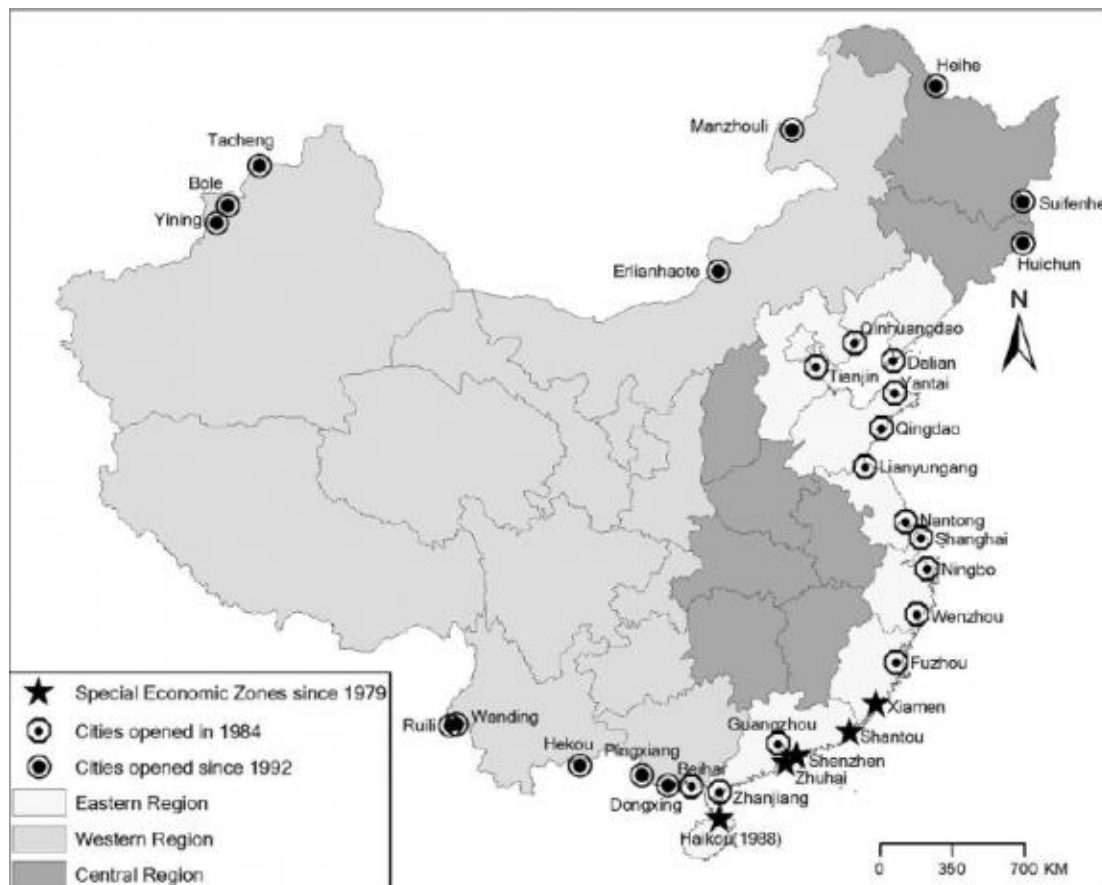 Heihe
Manzhouli
Tacheng
Bole
Yining
Suifenhe
Huichun
Erlianhaote
N
Qinhuangdao
Dalian
Tianjin
Yantai
Qingdao
Lianyungang
Nantong
Shanghai
Ningbo
Wenzhou
Fuzhou
Xiamen
Shantou
Guangzhou
Shenzhen
Zhuhai
Ruili
Wanding
Hekou
Pingxiang
Beihai
Dongxing
Zhanjiang
Haikou(1988)
Special Economic Zones since 1979
Cities opened in 1984
Cities opened since 1992
Eastern Region
Western Region
Central Region
0 350 700 KM